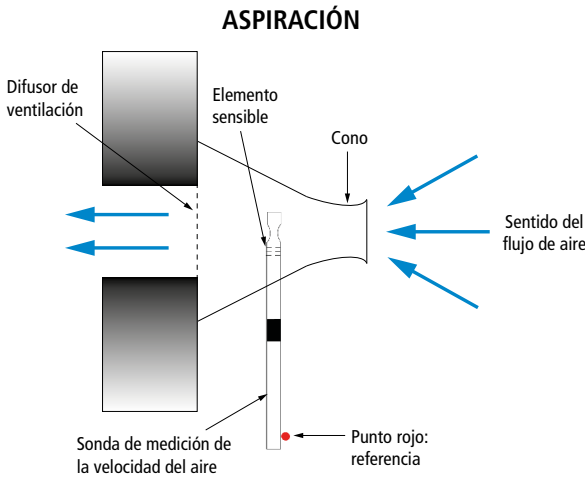 ASPIRACIÓN
Difusor de
ventilación
Elemento
sensible
Cono
Sentido del
flujo de aire
Sonda de medición de
la velocidad del aire
Punto rojo:
referencia